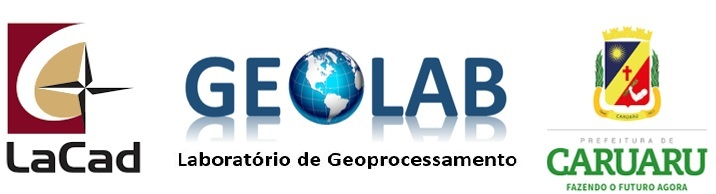 LaCad
GEOLAB
Laboratório de Geoprocessamento
CARUARU
PREFEITURA DE
CARUARU
FAZENDO O FUTURO AGORA